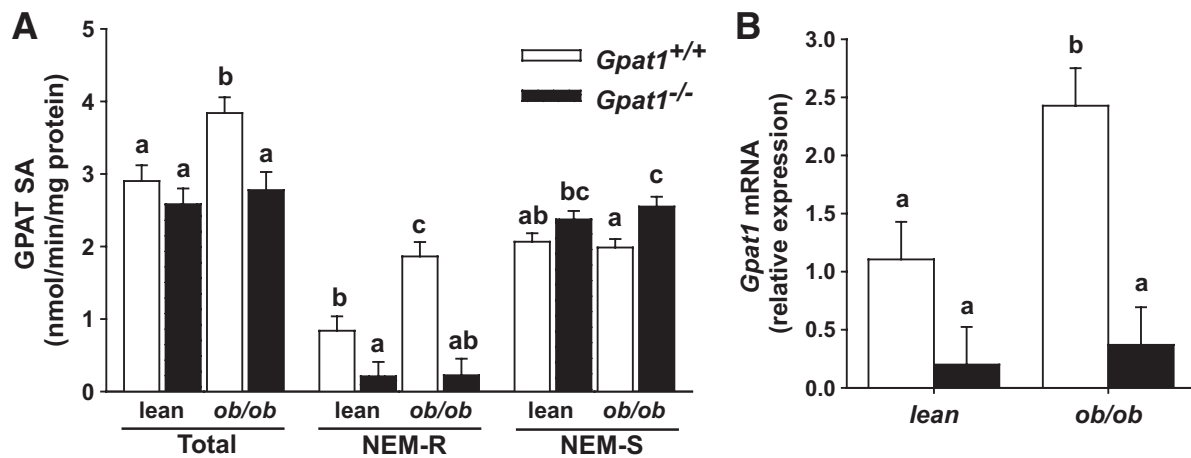 A
GPAT SA
(nmol/min/mg protein)
5
4
3
2
1
0
Gpat1+/+
Gpat1-/-
a
a
b
a
b
a
c
ab
ab
bc
a
c
lean
ob/ob
lean
ob/ob
lean
ob/ob
Total
NEM-R
NEM-S
B
Gpat1 mRNA
(relative expression)
3.0
2.5
2.0
1.5
1.0
0.5
0.0
a
a
b
a
lean
ob/ob